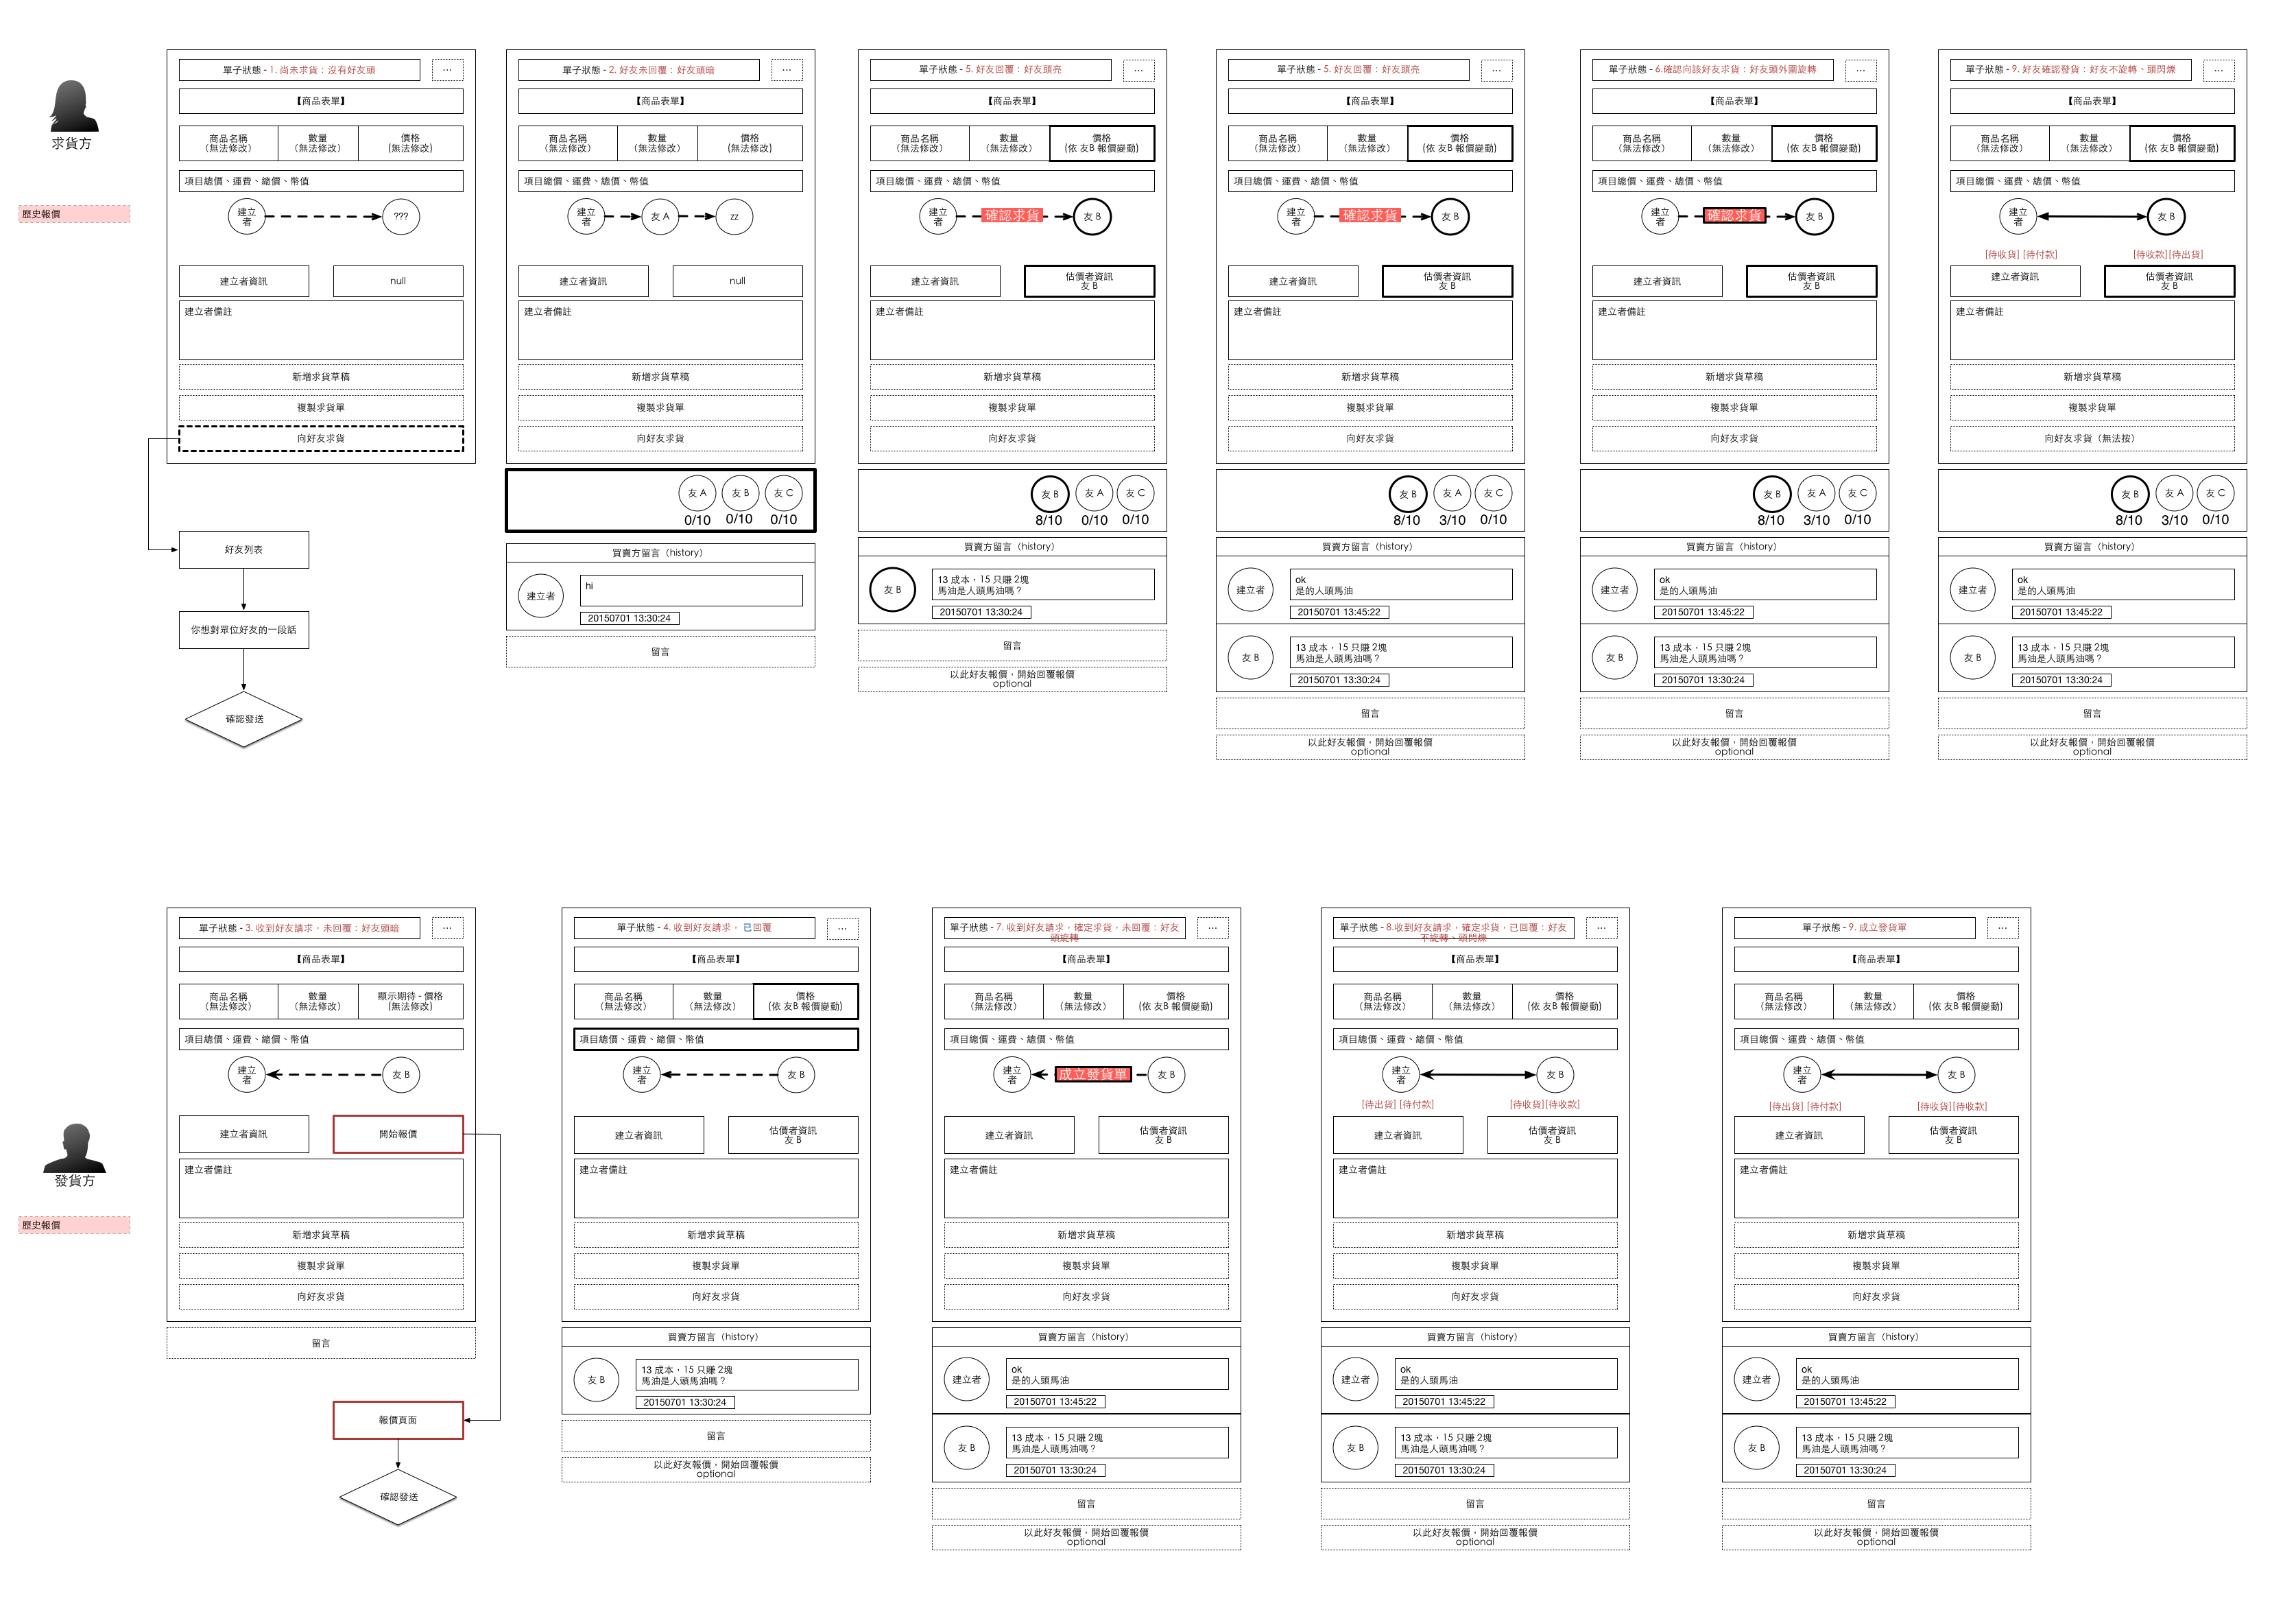 求貨方
歷史報價
單子狀態 - 1. 尚未求貨：沒有好友頭
...
【商品表單】
商品名稱
（無法修改）
數量
（無法修改）
價格
(無法修改)
項目總價、運費、總價、幣值
建立
者
???
建立者資訊
null
建立者備註
新增求貨草稿
複製求貨單
向好友求貨
好友列表
你想對眾位好友的一段話
確認發送
單子狀態 - 2. 好友未回覆：好友頭暗
...
【商品表單】
商品名稱
（無法修改）
數量
（無法修改）
價格
(無法修改)
項目總價、運費、總價、幣值
建立
者
友 A
zz
建立者資訊
null
建立者備註
新增求貨草稿
複製求貨單
向好友求貨
友 A
友 B
友 C
0/10
0/10
0/10
買賣方留言（history）
建立者
hi
20150701 13:30:24
留言
單子狀態 - 5. 好友回覆：好友頭亮
...
【商品表單】
商品名稱
（無法修改）
數量
（無法修改）
價格
(依 友B 報價變動)
項目總價、運費、總價、幣值
建立
者
確認求貨
友 B
建立者資訊
估價者資訊
友 B
建立者備註
新增求貨草稿
複製求貨單
向好友求貨
友 B
友 A
友 C
8/10
0/10
0/10
買賣方留言（history）
友 B
13 成本，15 只賺 2塊
馬油是人頭馬油嗎？
20150701 13:30:24
留言
以此好友報價，開始回覆報價
optional
單子狀態 - 5. 好友回覆：好友頭亮
...
【商品表單】
商品名稱
（無法修改）
數量
（無法修改）
價格
(依 友B 報價變動)
項目總價、運費、總價、幣值
建立
者
確認求貨
友 B
建立者資訊
估價者資訊
友 B
建立者備註
新增求貨草稿
複製求貨單
向好友求貨
友 B
友 A
友 C
8/10
3/10
0/10
買賣方留言（history）
建立者
ok
是的人頭馬油
20150701 13:45:22
友 B
13 成本，15 只賺 2塊
馬油是人頭馬油嗎？
20150701 13:30:24
留言
以此好友報價，開始回覆報價
optional
單子狀態 - 6.確認向該好友求貨：好友頭外圍旋轉
...
【商品表單】
商品名稱
（無法修改）
數量
（無法修改）
價格
(依 友B 報價變動)
項目總價、運費、總價、幣值
建立
者
確認求貨
友 B
建立者資訊
估價者資訊
友 B
建立者備註
新增求貨草稿
複製求貨單
向好友求貨
友 B
友 A
友 C
8/10
3/10
0/10
買賣方留言（history）
建立者
ok
是的人頭馬油
20150701 13:45:22
友 B
13 成本，15 只賺 2塊
馬油是人頭馬油嗎？
20150701 13:30:24
留言
以此好友報價，開始回覆報價
optional
單子狀態 - 9. 好友確認發貨：好友不旋轉、頭閃爍
...
【商品表單】
商品名稱
（無法修改）
數量
（無法修改）
價格
(依 友B 報價變動)
項目總價、運費、總價、幣值
建立
者
友 B
[待收貨] [待付款]
[待收款][待出貨]
建立者資訊
估價者資訊
友 B
建立者備註
新增求貨草稿
複製求貨單
向好友求貨（無法按）
友 B
友 A
友 C
8/10
3/10
0/10
買賣方留言（history）
建立者
ok
是的人頭馬油
20150701 13:45:22
友 B
13 成本，15 只賺 2塊
馬油是人頭馬油嗎？
20150701 13:30:24
留言
以此好友報價，開始回覆報價
optional
發貨方
歷史報價
單子狀態 - 3. 收到好友請求，未回覆：好友頭暗
...
【商品表單】
商品名稱
（無法修改）
數量
（無法修改）
顯示期待 - 價格
(無法修改)
項目總價、運費、總價、幣值
建立
者
友 B
建立者資訊
開始報價
建立者備註
新增求貨草稿
複製求貨單
向好友求貨
留言
報價頁面
確認發送
單子狀態 - 4. 收到好友請求， 已回覆
...
【商品表單】
商品名稱
（無法修改）
數量
（無法修改）
價格
(依 友B 報價變動)
項目總價、運費、總價、幣值
建立
者
友 B
建立者資訊
估價者資訊
友 B
建立者備註
新增求貨草稿
複製求貨單
向好友求貨
買賣方留言（history）
友 B
13 成本，15 只賺 2塊
馬油是人頭馬油嗎？
20150701 13:30:24
留言
以此好友報價，開始回覆報價
optional
單子狀態 - 7. 收到好友請求，確定求貨，未回覆：好友
頭旋轉
...
【商品表單】
商品名稱
（無法修改）
數量
（無法修改）
價格
(依 友B 報價變動)
項目總價、運費、總價、幣值
建立
者
成立發貨單
友 B
建立者資訊
估價者資訊
友 B
建立者備註
新增求貨草稿
複製求貨單
向好友求貨
買賣方留言（history）
建立者
ok
是的人頭馬油
20150701 13:45:22
友 B
13 成本，15 只賺 2塊
馬油是人頭馬油嗎？
20150701 13:30:24
留言
以此好友報價，開始回覆報價
optional
單子狀態 - 8.收到好友請求，確定求貨，已回覆：好友
不旋轉、頭閃爍
...
【商品表單】
商品名稱
（無法修改）
數量
（無法修改）
價格
(依 友B 報價變動)
項目總價、運費、總價、幣值
建立
者
友 B
[待出貨] [待付款]
[待收貨][待收款]
建立者資訊
估價者資訊
友 B
建立者備註
新增求貨草稿
複製求貨單
向好友求貨
買賣方留言（history）
建立者
ok
是的人頭馬油
20150701 13:45:22
友 B
13 成本，15 只賺 2塊
馬油是人頭馬油嗎？
20150701 13:30:24
留言
以此好友報價，開始回覆報價
optional
單子狀態 - 9. 成立發貨單
...
【商品表單】
商品名稱
（無法修改）
數量
（無法修改）
價格
(依 友B 報價變動)
項目總價、運費、總價、幣值
建立
者
友 B
[待出貨] [待付款]
[待收貨][待收款]
建立者資訊
估價者資訊
友 B
建立者備註
新增求貨草稿
複製求貨單
向好友求貨
買賣方留言（history）
建立者
ok
是的人頭馬油
20150701 13:45:22
友 B
13 成本，15 只賺 2塊
馬油是人頭馬油嗎？
20150701 13:30:24
留言
以此好友報價，開始回覆報價
optional